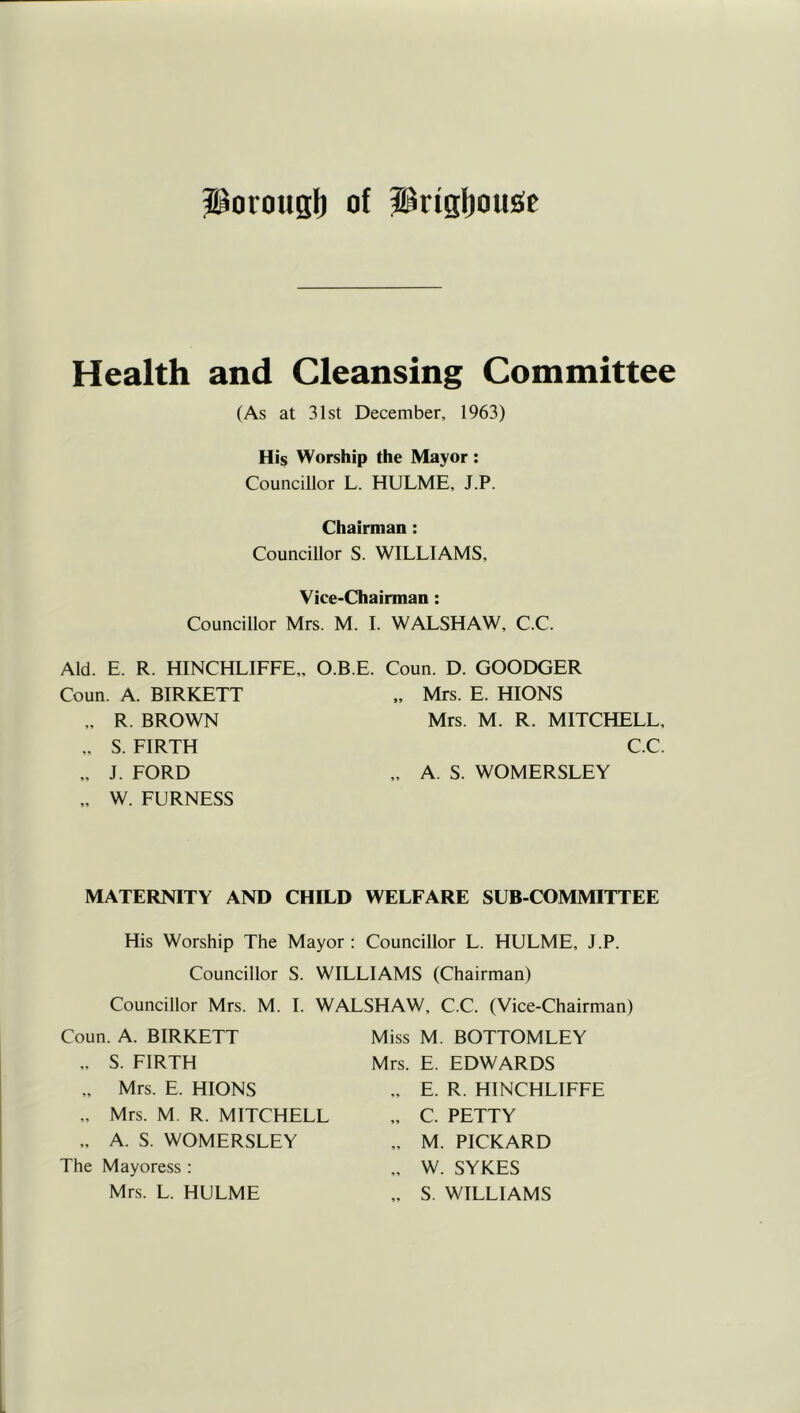 Borough of Brighouse
Health and Cleansing Committee
(As at 31st December, 1963)
His Worship the Mayor :
Councillor L. HULME, J.P.
Chairman :
Councillor S. WILLIAMS,
Vice-Chairman :
Councillor Mrs. M. I. WALSHAW, C.C.
Ald. E. R. HINCHLIFFE,, O.B.E.
Coun. A. BIRKETT
„ R. BROWN
„ S. FIRTH
„ J. FORD
„ W. FURNESS
Coun. D. GOODGER
„ Mrs. E. HIONS
Mrs. M. R. MITCHELL,
C.C.
„ A. S. WOMERSLEY
MATERNITY AND CHILD WELFARE SUB-COMMITTEE
His Worship The Mayor : Councillor L. HULME, J.P.
Councillor S. WILLIAMS (Chairman)
Councillor Mrs. M. I. WALSHAW, C.C. (Vice-Chairman)
Coun. A. BIRKETT
„ S. FIRTH
„ Mrs. E. HIONS
„ Mrs. M. R. MITCHELL
„ A. S. WOMERSLEY
The Mayoress :
Mrs. L. HULME
Miss M. BOTTOMLEY
Mrs. E. EDWARDS
„ E. R. HINCHLIFFE
„ C. PETTY
„ M. PICKARD
„ W. SYKES
„ S. WILLIAMS